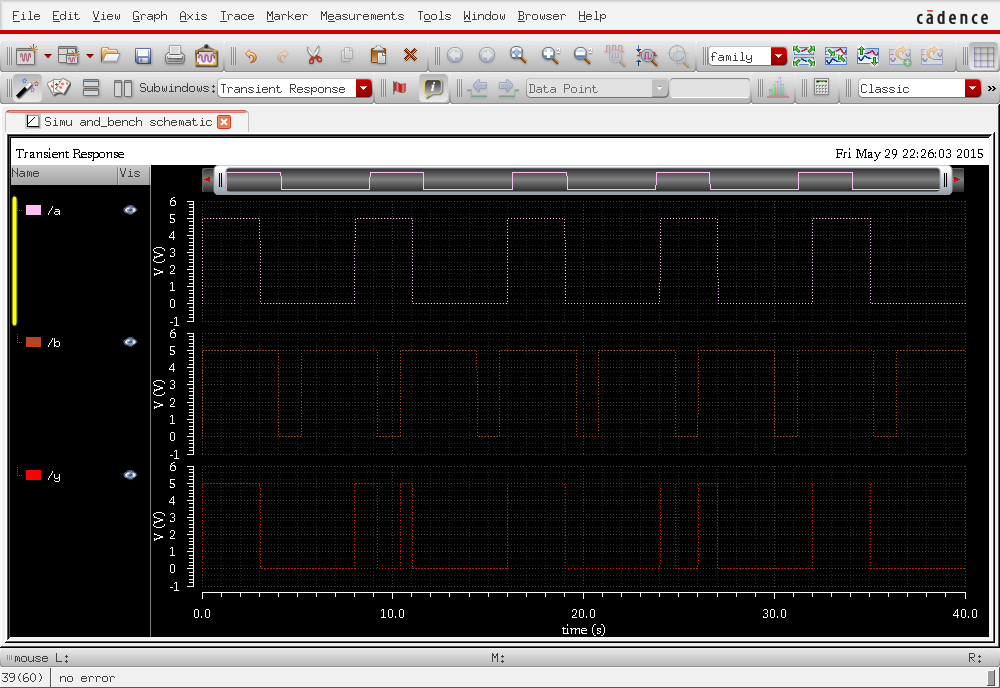 File Edit View Graph Axis Trace Marker Measurements Tools Window Browser Help
cādence
family
Subwindows: Transient Response
Data Point
Classic
»
Simu and_bench schematic
Transient Response
Fri May 29 22:26:03 2015
Name Vis
/a
6
5
4
3
2
1
0
-1
V (V)
/b
6
5
4
3
2
1
0
-1
V (V)
/y
6
5
4
3
2
1
0
-1
V (V)
0.0 10.0 20.0 30.0 40.0
time (s)
mouse L: M: R:
39(60) no error